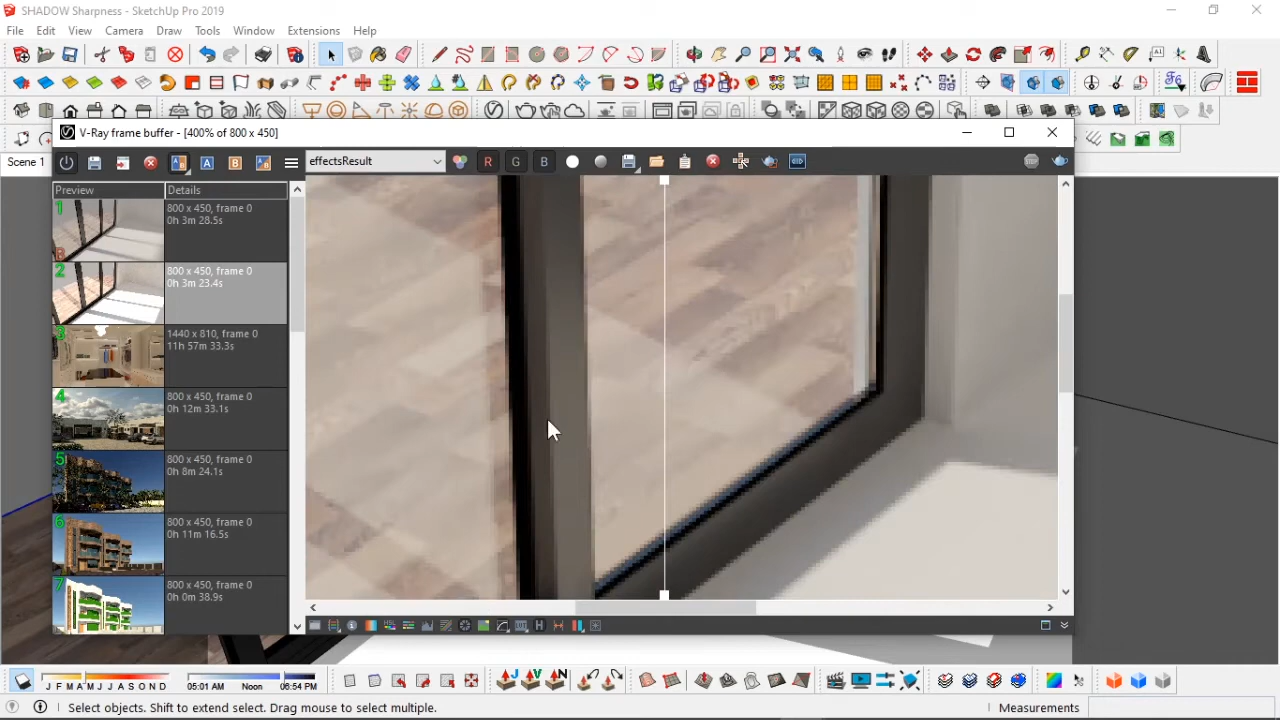 SHADOW Sharpness - SketchUp Pro 2019
File Edit View Camera Draw Tools Window Extensions Help
V-Ray frame buffer - [400% of 800 x 450]
Scene 1
effectsResult
R G B
Preview Details
1 800 x 450, frame 0
0h 3m 28.5s
B
2 800 x 450, frame 0
0h 3m 23.4s
3 1440 x 810, frame 0
11h 57m 33.3s
4 800 x 450, frame 0
0h 12m 33.1s
5 800 x 450, frame 0
0h 8m 24.1s
6 800 x 450, frame 0
0h 11m 16.5s
7 800 x 450, frame 0
0h 0m 38.9s
J F M A M J J A S O N D 05:01 AM Noon 06:54 PM
J V N
Select objects. Shift to extend select. Drag mouse to select multiple. Measurements